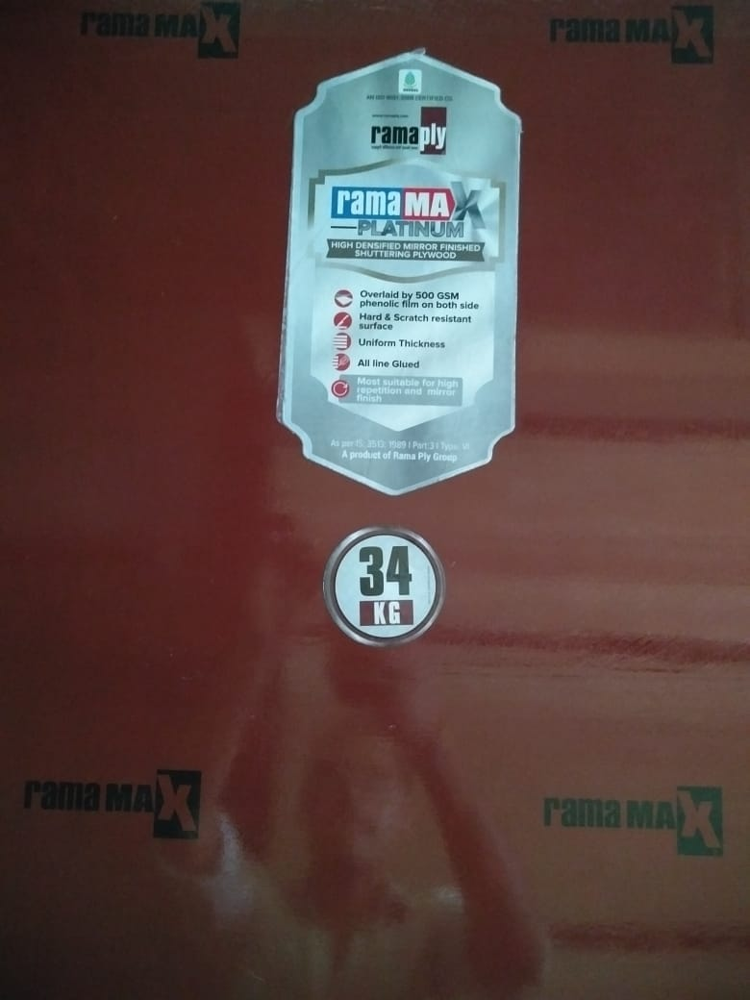 rama MAX
rama MAX
AN ISO 9001:2008 CERTIFIED CO.
www.ramaply.com
ramaply
rama MAX
PLATINUM
HIGH DENSIFIED MIRROR FINISHED
SHUTTERING PLYWOOD
Overlaid by 500 GSM
phenolic film on both side
Hard & Scratch resistant
surface
Uniform Thickness
All line Glued
Most suitable for high
repetition and mirror
finish
As per IS: 3513: 1989 I Part:3 I Type. VI
A product of Rama Ply Group
34
KG
rama MAX
rama MAX